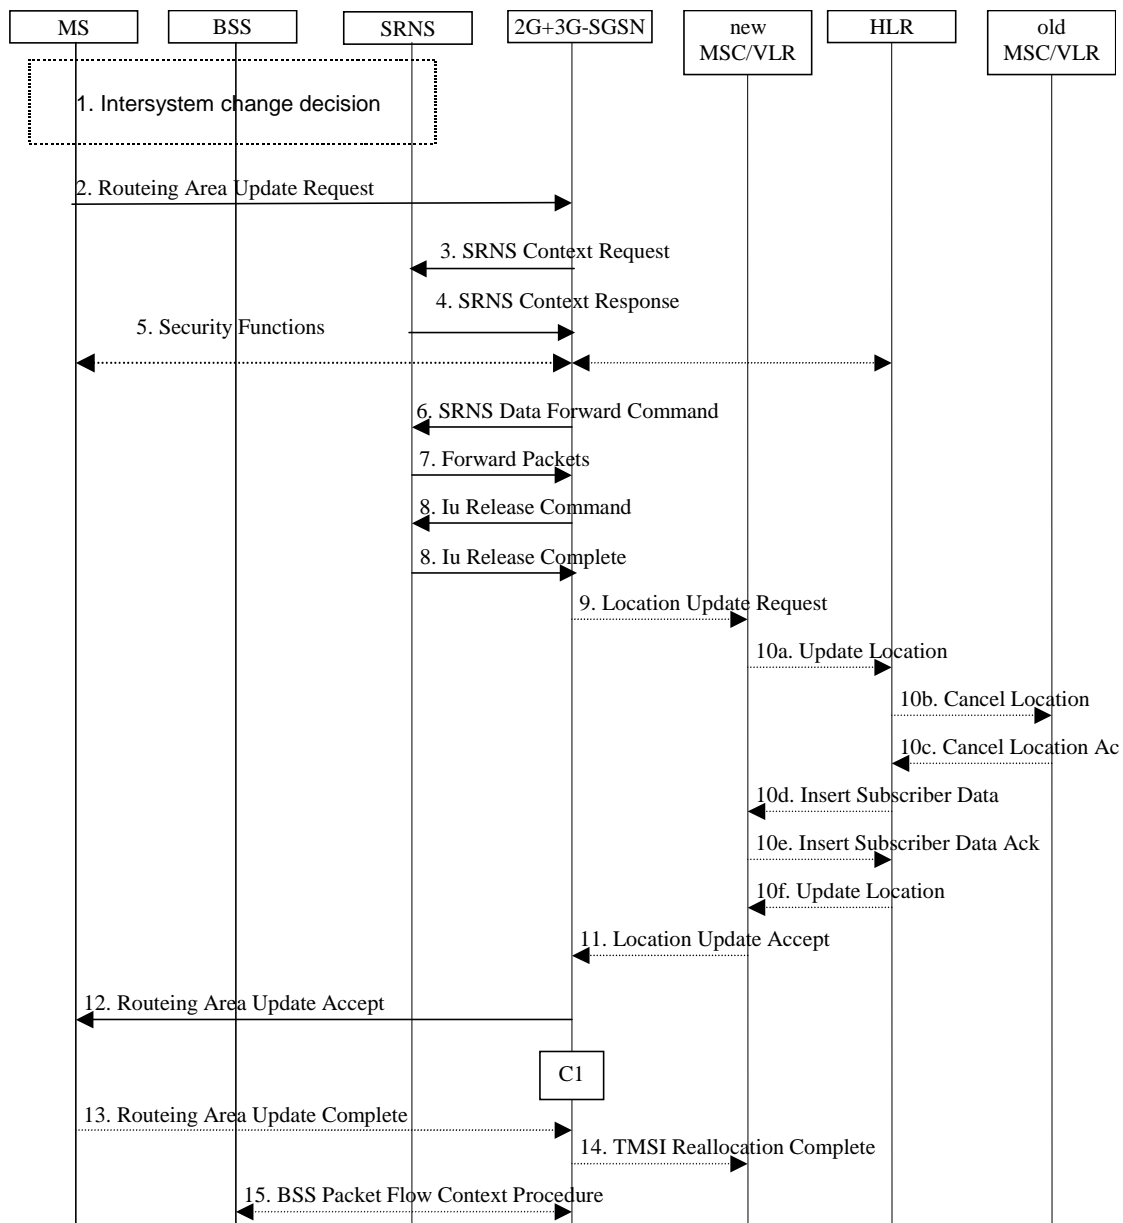 MS
BSS
SRNS
2G+3G-SGSN
new
MSC/VLR
HLR
old
MSC/VLR
1. Intersystem change decision
2. Routeing Area Update Request
3. SRNS Context Request
4. SRNS Context Response
5. Security Functions
6. SRNS Data Forward Command
7. Forward Packets
8. Iu Release Command
8. Iu Release Complete
9. Location Update Request
10a. Update Location
10b. Cancel Location
10c. Cancel Location Ac
10d. Insert Subscriber Data
10e. Insert Subscriber Data Ack
10f. Update Location
11. Location Update Accept
12. Routeing Area Update Accept
C1
13. Routeing Area Update Complete
14. TMSI Reallocation Complete
15. BSS Packet Flow Context Procedure